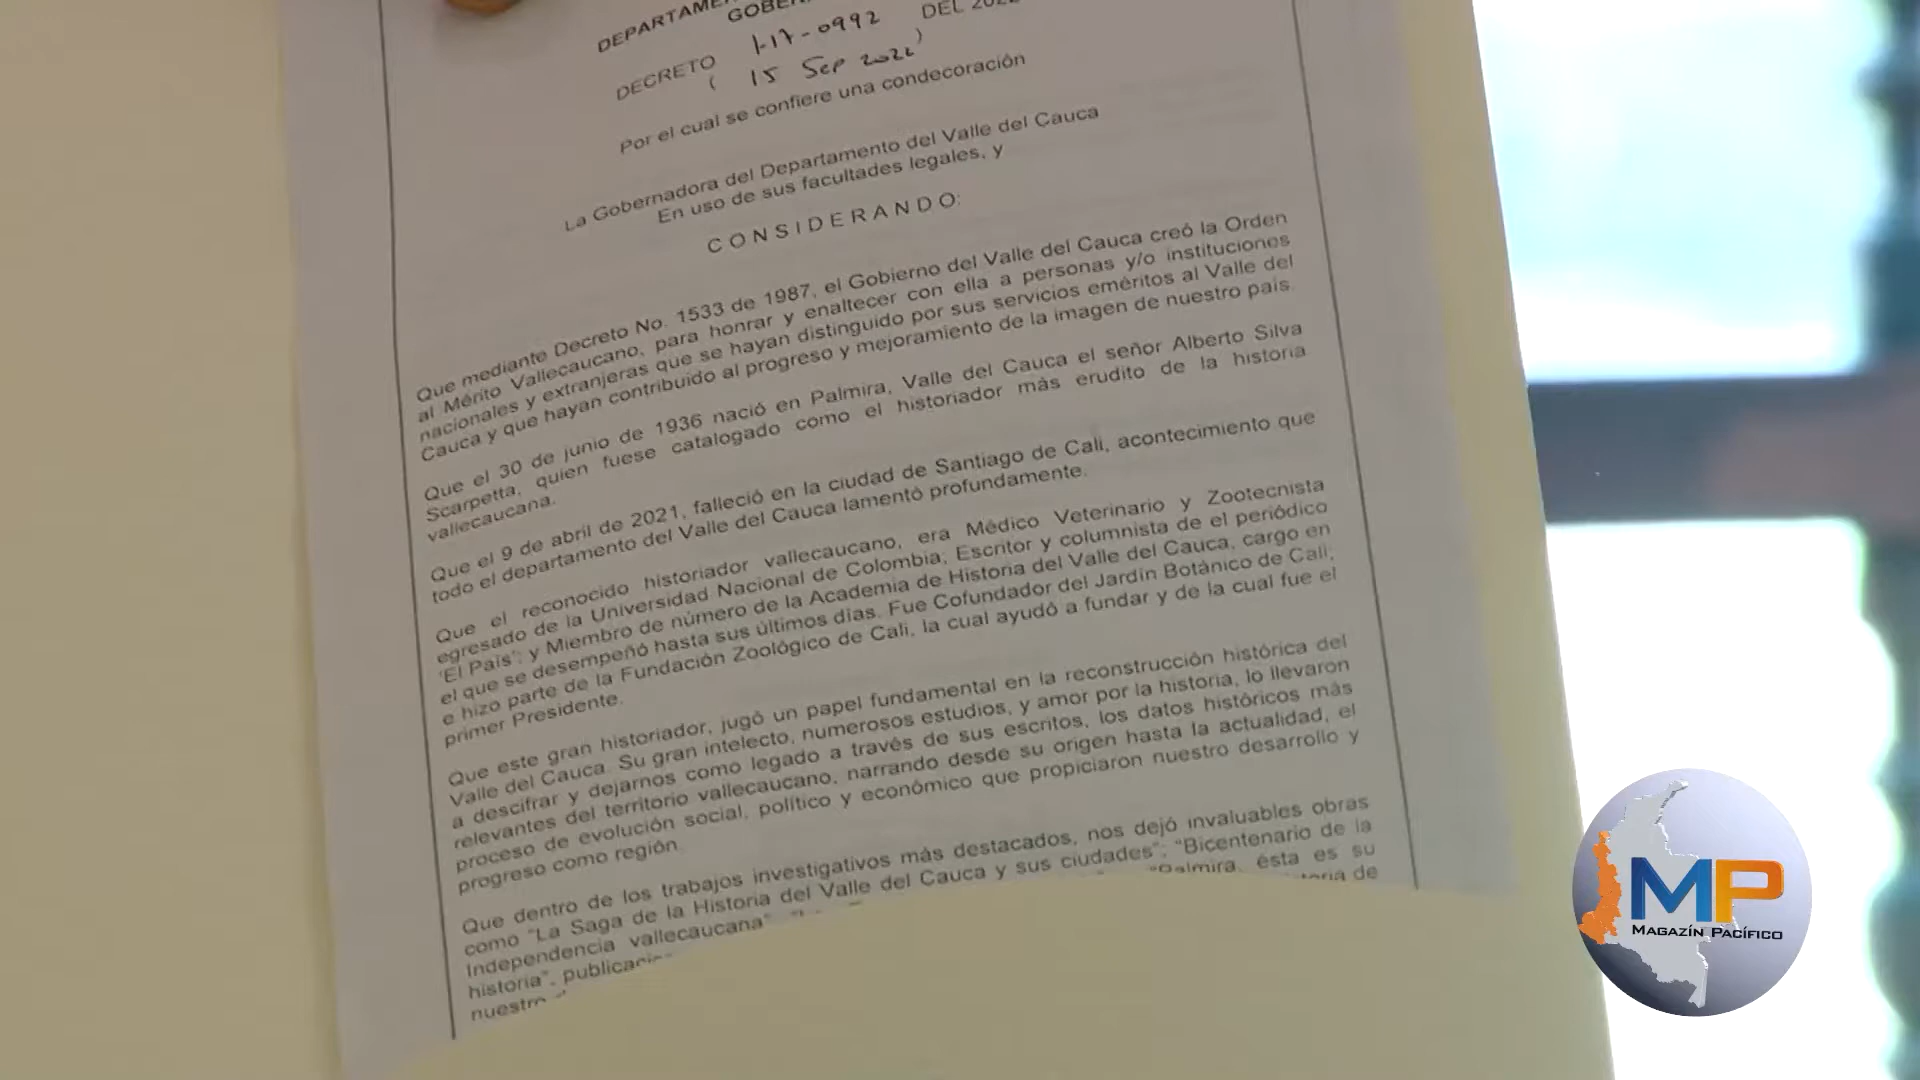 DECRETO 1-17-0992 DEL
( 15 Sep 2022 )
Por el cual se confiere una condecoración
La Gobernadora del Departamento del Valle del Cauca
En uso de sus facultades legales, y
CONSIDERANDO:
Que mediante Decreto No. 1533 de 1987, el Gobierno del Valle del Cauca creó la Orden
al Mérito Vallecaucano, para honrar y enaltecer con ella a personas y/o instituciones
nacionales y extranjeras que se hayan distinguido por sus servicios eméritos al Valle del
Cauca y que hayan contribuido al progreso y mejoramiento de la imagen de nuestro país.
Que el 30 de junio de 1936 nació en Palmira, Valle del Cauca el señor Alberto Silva
Scarpetta, quien fuese catalogado como el historiador más erudito de la historia
vallecaucana.
Que el 9 de abril de 2021, falleció en la ciudad de Santiago de Cali, acontecimiento que
todo el departamento del Valle del Cauca lamentó profundamente.
Que el reconocido historiador vallecaucano, era Médico Veterinario y Zootecnista
egresado de la Universidad Nacional de Colombia; Escritor y columnista de el periódico
'El País'; y Miembro de número de la Academia de Historia del Valle del Cauca, cargo en
el que se desempeñó hasta sus últimos días. Fue Cofundador del Jardín Botánico de Cali;
e hizo parte de la Fundación Zoológico de Cali, la cual ayudó a fundar y de la cual fue el
primer Presidente.
Que este gran historiador, jugó un papel fundamental en la reconstrucción histórica del
Valle del Cauca. Su gran intelecto, numerosos estudios, y amor por la historia, lo llevaron
a descifrar y dejarnos como legado a través de sus escritos, los datos históricos más
relevantes del territorio vallecaucano, narrando desde su origen hasta la actualidad, el
proceso de evolución social, político y económico que propiciaron nuestro desarrollo y
progreso como región.
Que dentro de los trabajos investigativos más destacados, nos dejó invaluables obras
como "La Saga de la Historia del Valle del Cauca y sus ciudades"; "Bicentenario de la
Independencia vallecaucana" "Palmira, ésta es su
historia", de
MP
MAGAZÍN PACÍFICO